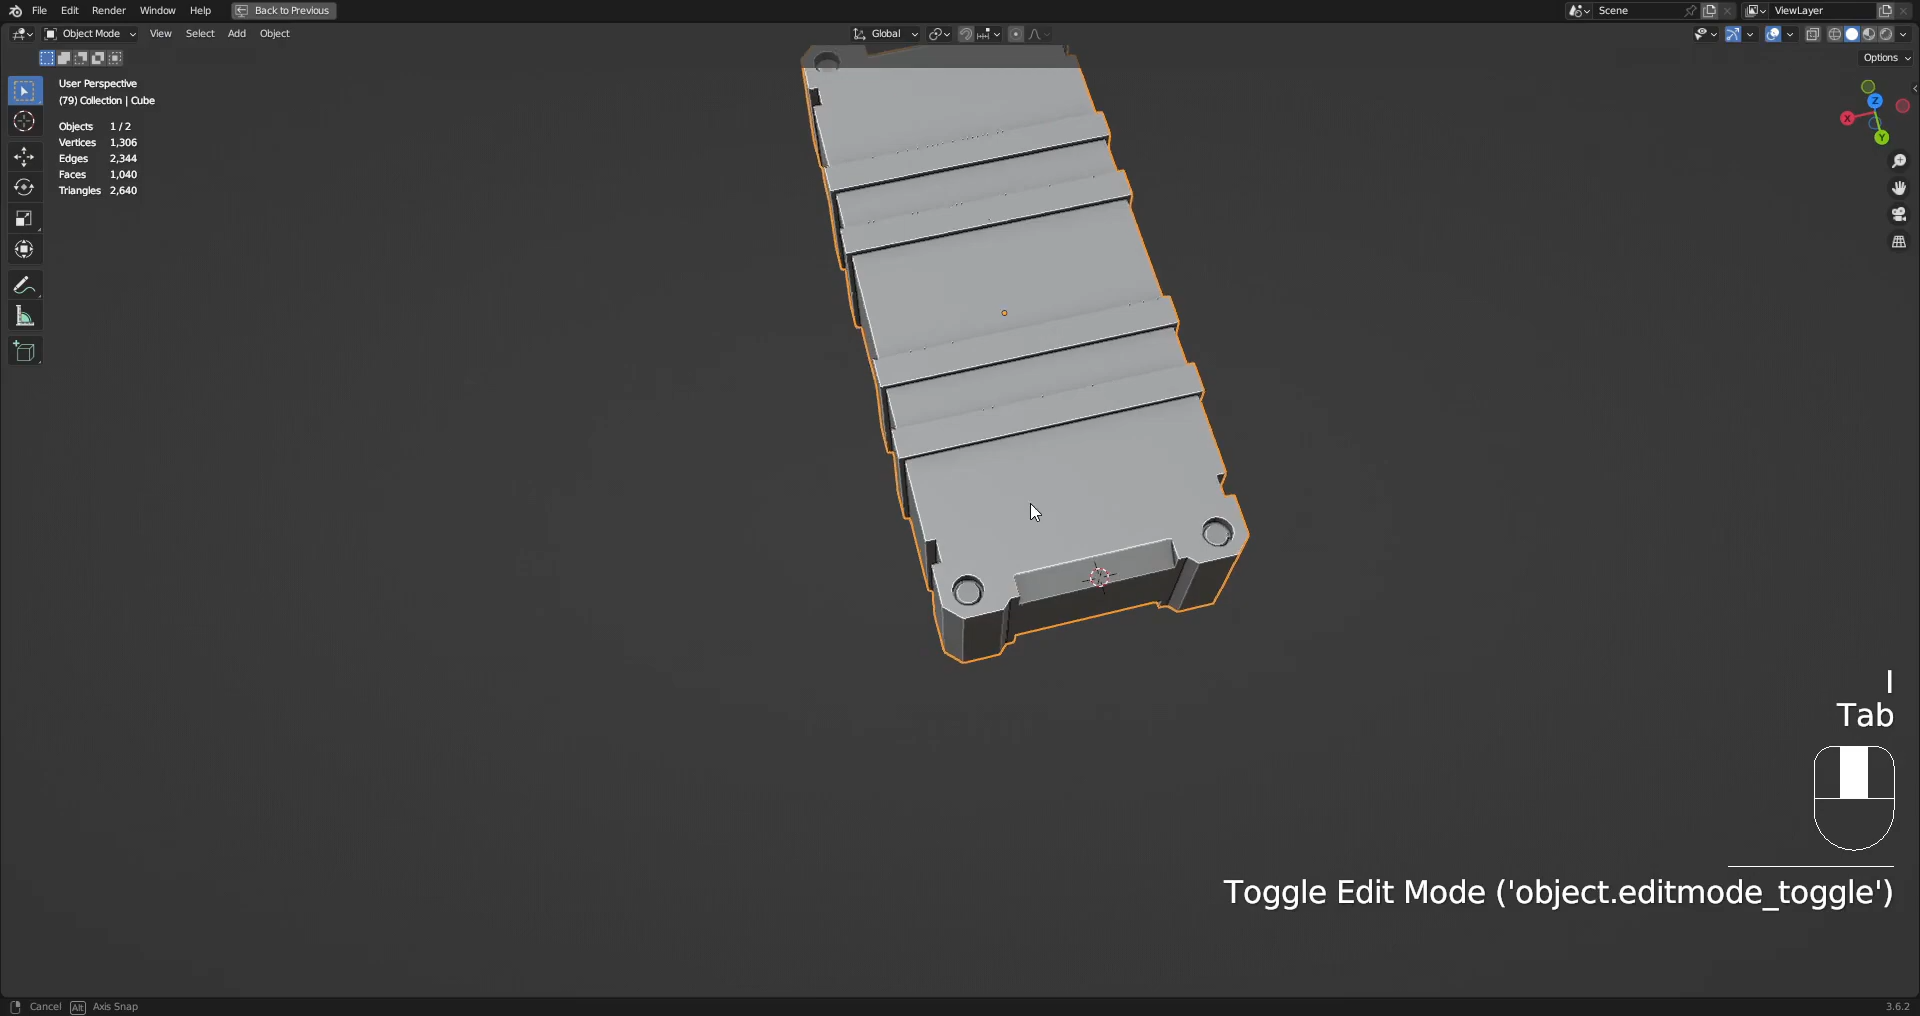 File Edit Render Window Help Back to Previous Scene ViewLayer
Object Mode View Select Add Object Global
Options
User Perspective
(79) Collection | Cube
Objects 1 / 2
Vertices 1,306
Edges 2,344
Faces 1,040
Triangles 2,640
Z
X
Y
I
Tab
Toggle Edit Mode ('object.editmode_toggle')
Cancel Alt Axis Snap 3.6.2